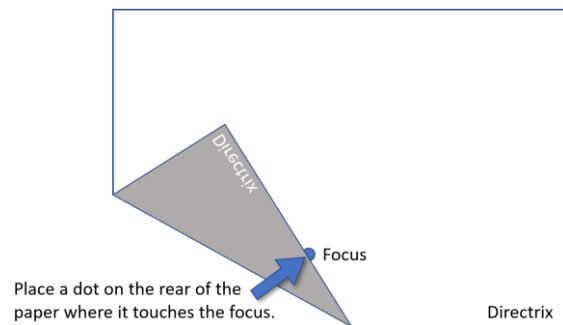 Directrix
Focus
Place a dot on the rear of the
paper where it touches the focus.
Directrix